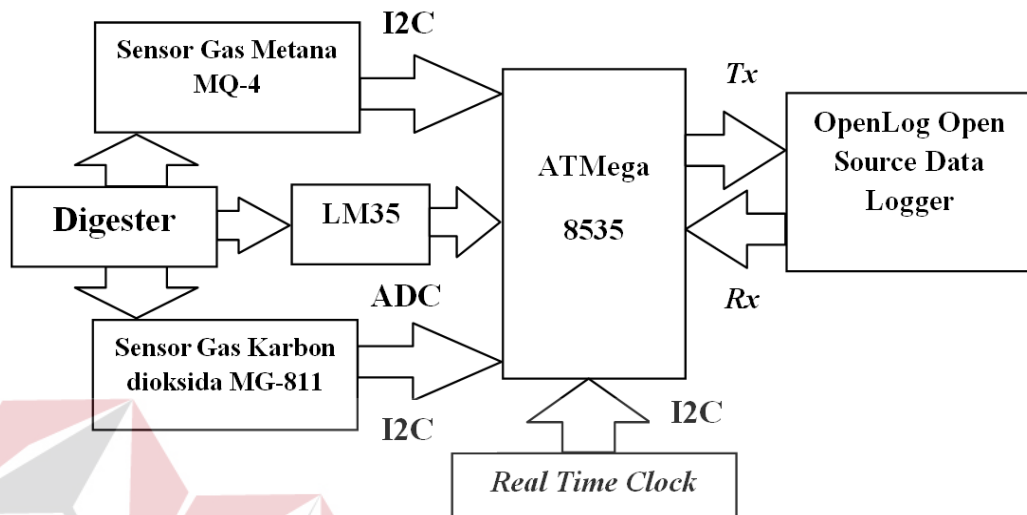 I2C
Sensor Gas Metana
MQ-4
Tx
OpenLog Open
Source Data
Logger
ATMega
8535
Digester
LM35
ADC
Rx
Sensor Gas Karbon
dioksida MG-811
I2C
I2C
Real Time Clock